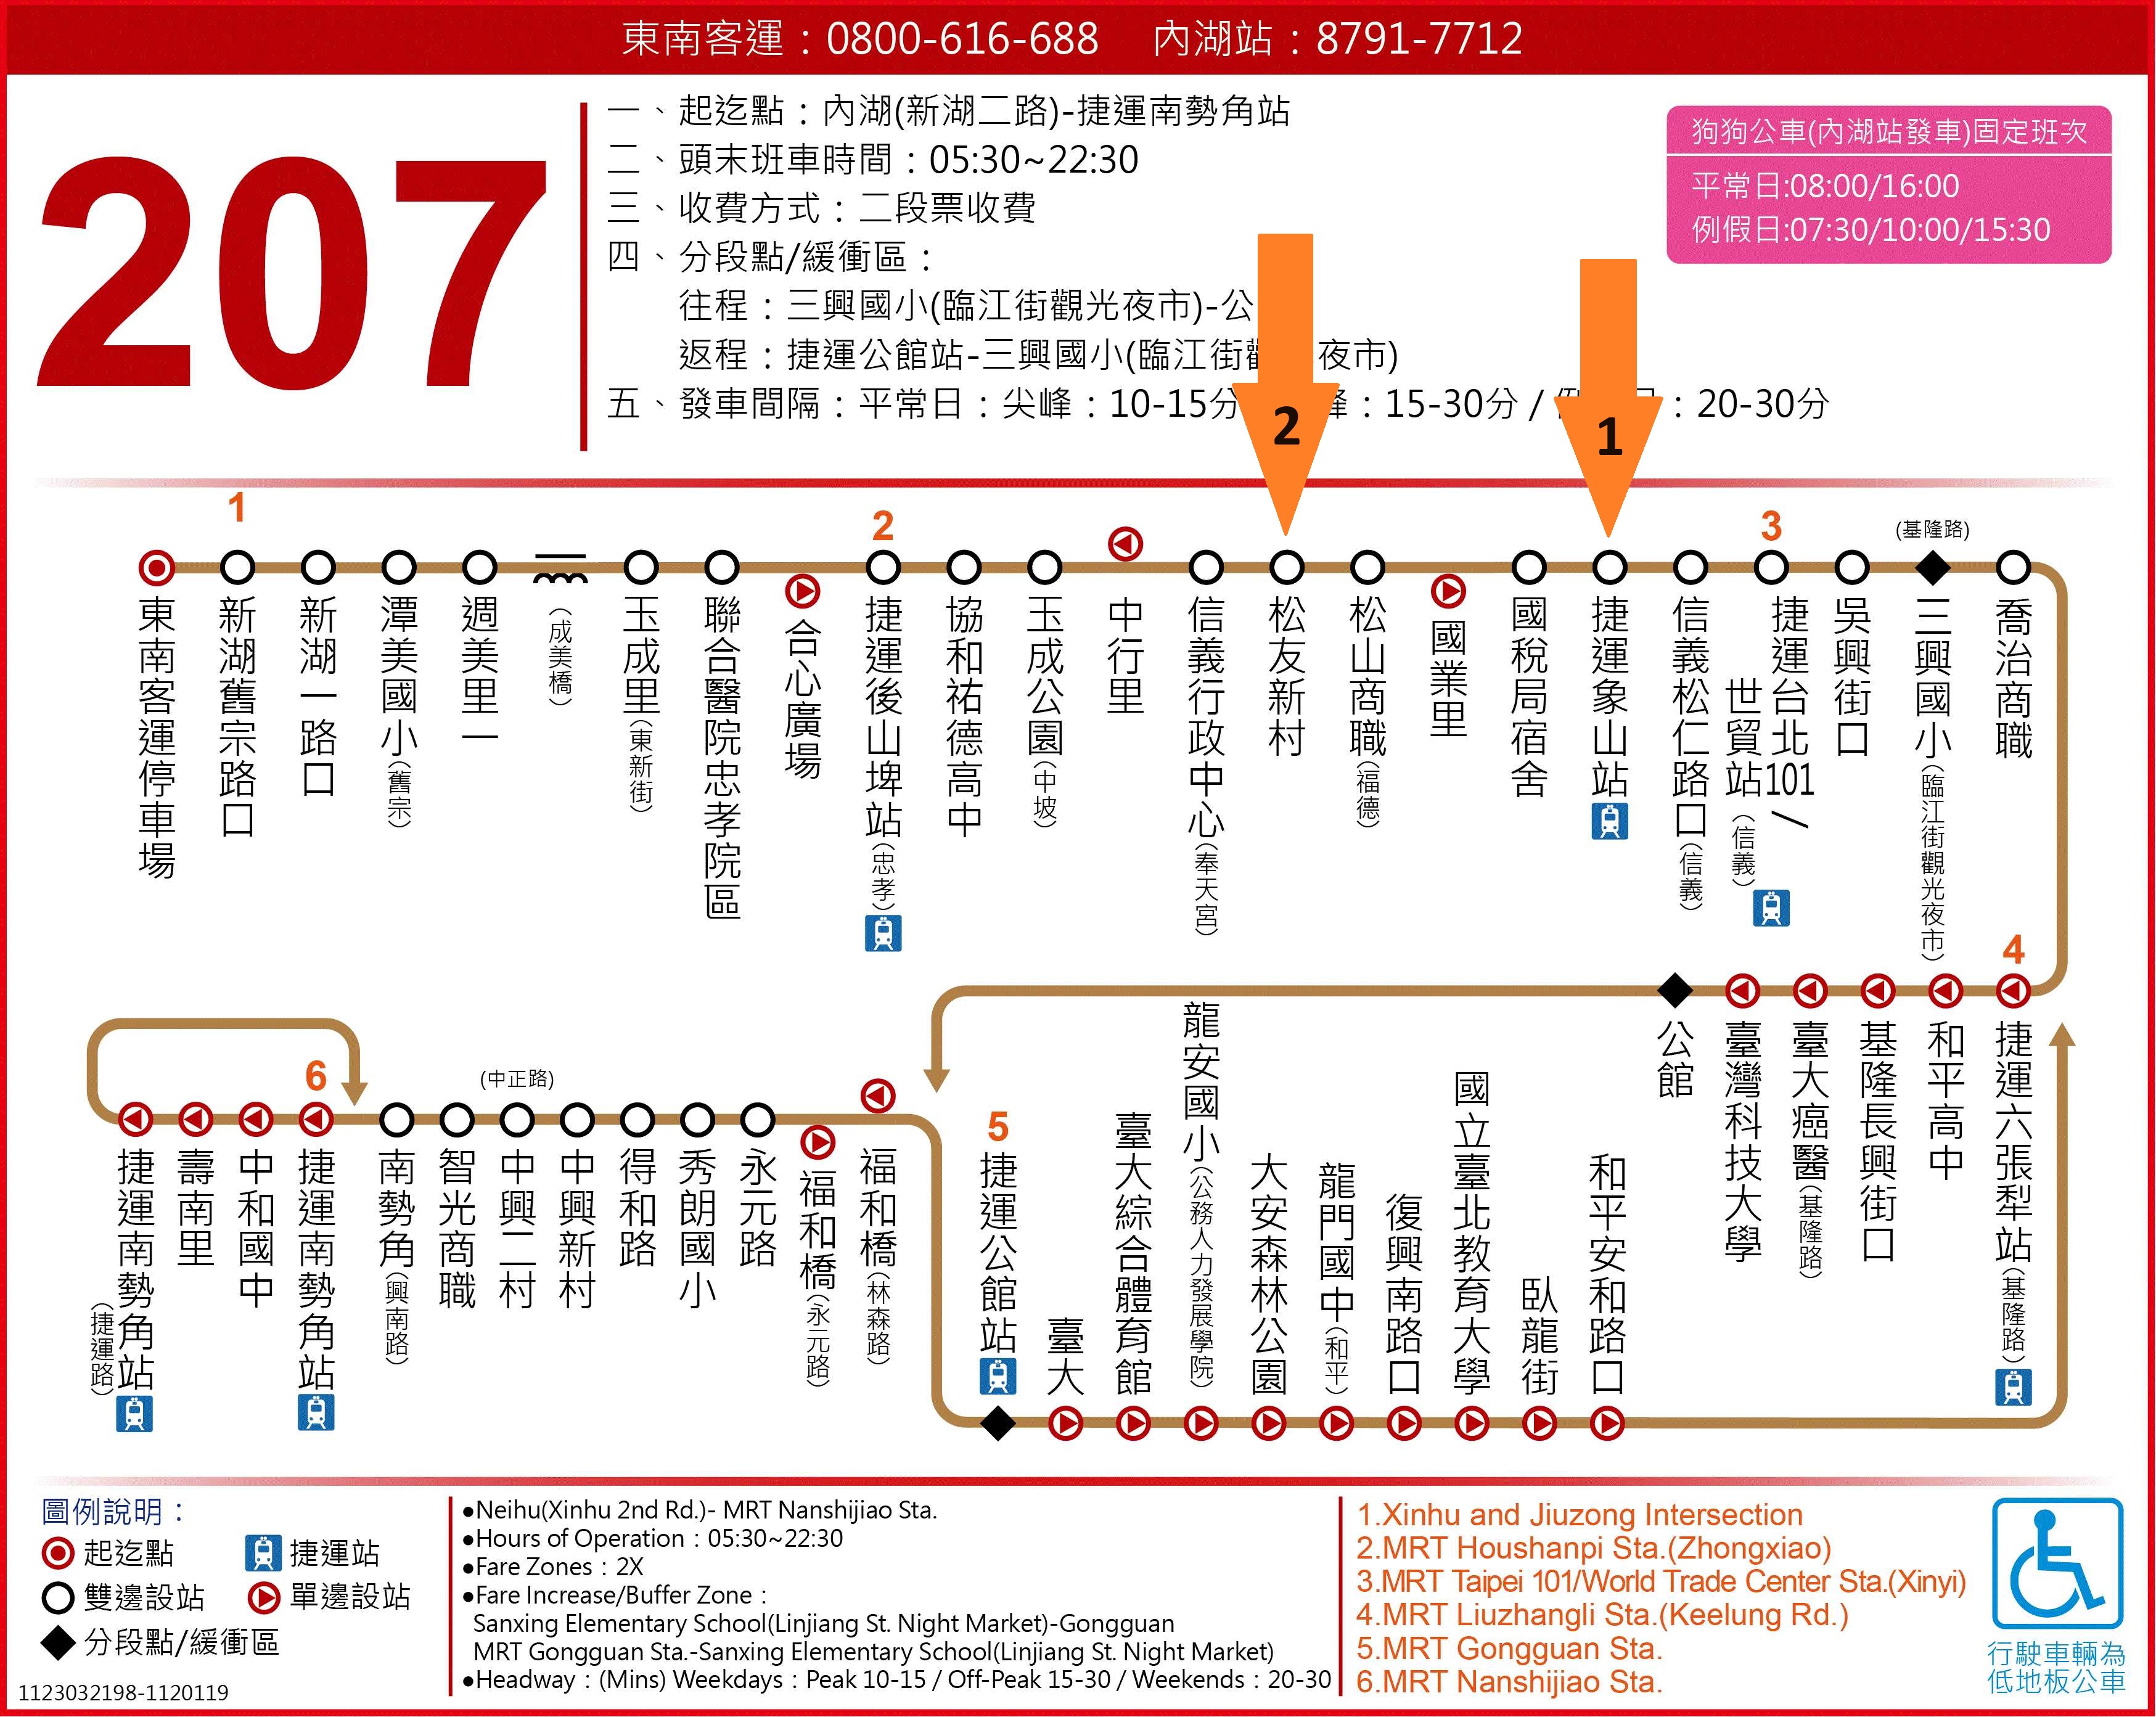 東南客運：0800-616-688　內湖站：8791-7712
207
一、起迄點：內湖(新湖二路)-捷運南勢角站
二、頭末班車時間：05:30~22:30
三、收費方式：二段票收費
四、分段點/緩衝區：
往程：三興國小(臨江街觀光夜市)-公
返程：捷運公館站-三興國小(臨江街 夜市)
五、發車間隔：平常日：尖峰：10-15分 峰：15-30分 / ：20-30分
狗狗公車(內湖站發車)固定班次
平常日:08:00/16:00
例假日:07:30/10:00/15:30
2
1
1
2
3
(基隆路)
東南客運停車場
新湖舊宗路口
新湖一路口
潭美國小(舊宗)
週美里一
(成美橋)
玉成里(東新街)
聯合醫院忠孝院區
合心廣場
捷運後山埤站(忠孝)
協和祐德高中
玉成公園(中坡)
中行里
信義行政中心(奉天宮)
松友新村
松山商職(福德)
國業里
國稅局宿舍
捷運象山站
信義松仁路口(信義)
捷運台北101/
世貿站(信義)
吳興街口
三興國小(臨江街觀光夜市)
喬治商職
4
捷運六張犁站(基隆路)
和平高中
基隆長興街口
臺大癌醫(基隆路)
臺灣科技大學
公館
福和橋(林森路)
福和橋(永元路)
永元路
秀朗國小
得和路
中興新村
(中正路)
中興二村
智光商職
南勢角(興南路)
6
捷運南勢角站
中和國中
壽南里
捷運南勢角站
(捷運路)
5
捷運公館站
臺大
臺大綜合體育館
龍安國小(公務人力發展學院)
大安森林公園
龍門國中(和平)
復興南路口
國立臺北教育大學
臥龍街
和平安和路口
圖例說明：
起迄點
捷運站
雙邊設站
單邊設站
分段點/緩衝區
1123032198-1120119
●Neihu(Xinhu 2nd Rd.)- MRT Nanshijiao Sta.
●Hours of Operation：05:30~22:30
●Fare Zones：2X
●Fare Increase/Buffer Zone：
Sanxing Elementary School(Linjiang St. Night Market)-Gongguan
MRT Gongguan Sta.-Sanxing Elementary School(Linjiang St. Night Market)
●Headway：(Mins) Weekdays：Peak 10-15 / Off-Peak 15-30 / Weekends：20-30
1.Xinhu and Jiuzong Intersection
2.MRT Houshanpi Sta.(Zhongxiao)
3.MRT Taipei 101/World Trade Center Sta.(Xinyi)
4.MRT Liuzhangli Sta.(Keelung Rd.)
5.MRT Gongguan Sta.
6.MRT Nanshijiao Sta.
行駛車輛為
低地板公車